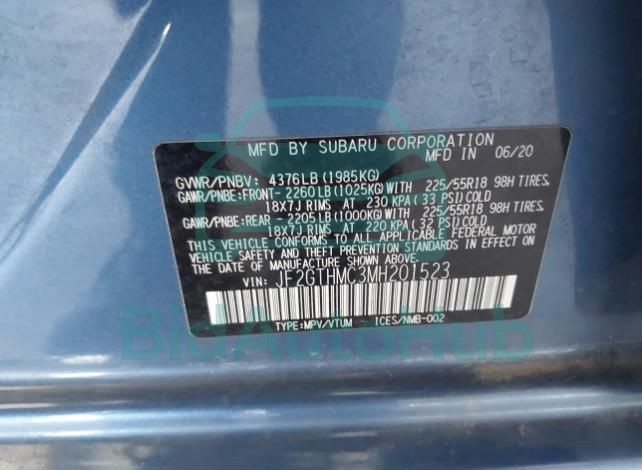 MFD BY SUBARU CORPORATION
MFD IN 06/20
GVWR/PNBV: 4376LB(1985KG)
GAWR/PNBE:FRONT- 2260LB(1025KG)WITH 225/55R18 98H TIRES.
18X7J RIMS AT 230 KPA(33 PSI)COLD
GAWR/PNBE:REAR - 2205LB(1000KG)WITH 225/55R18 98H TIRES.
18X7J RIMS AT 220 KPA(32 PSI)COLD
THIS VEHICLE CONFORMS TO ALL APPLICABLE FEDERAL MOTOR
VEHICLE SAFETY, BUMPER, AND THEFT PREVENTION STANDARDS IN EFFECT
ON THE DATE OF MANUFACTURE SHOWN ABOVE.
VIN: JF2GTHMC3MH201523
TYPE:MPV/VTUM ICES/NMB-002
BidAutoHub